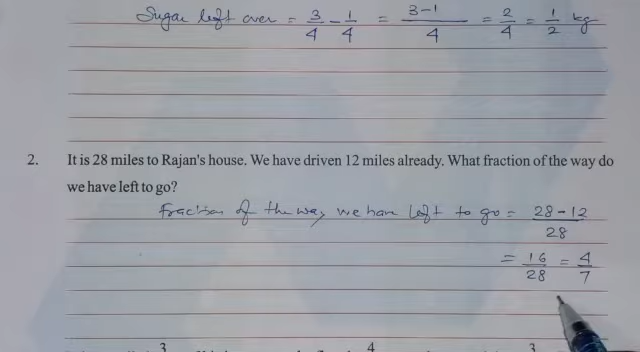 Sugar left over = 3/4 - 1/4 = 3-1/4 = 2/4 = 1/2 kg
2. It is 28 miles to Rajan's house. We have driven 12 miles already. What fraction of the way do
we have left to go?
Fraction of the way we have left to go = 28-12/28
= 16/28 = 4/7